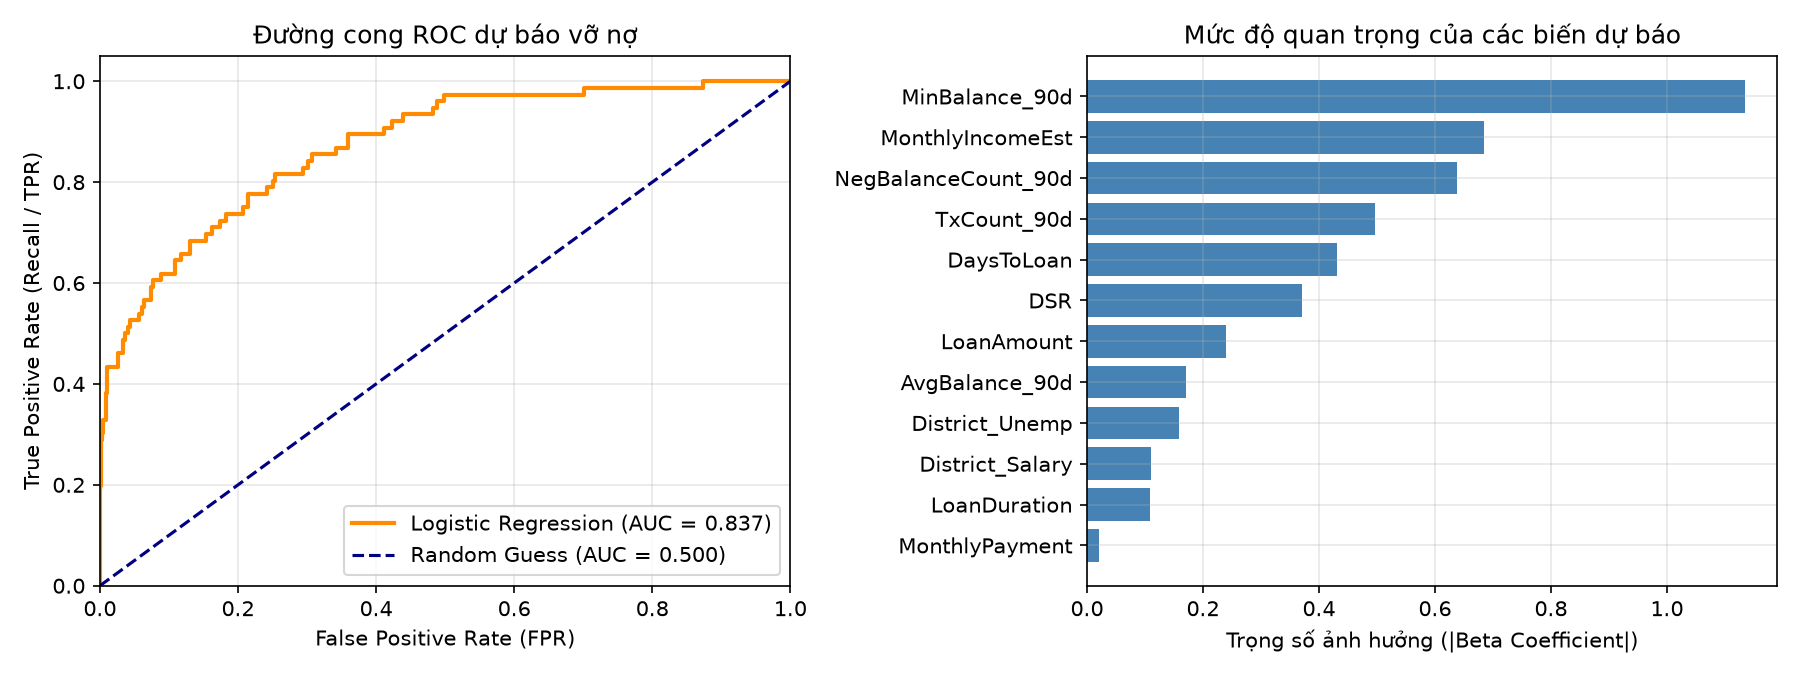 Đường cong ROC dự báo vỡ nợ
True Positive Rate (Recall / TPR)
1.0
0.8
0.6
0.4
0.2
0.0
Logistic Regression (AUC = 0.837)
Random Guess (AUC = 0.500)
0.0 0.2 0.4 0.6 0.8 1.0
False Positive Rate (FPR)
Mức độ quan trọng của các biến dự báo
MinBalance_90d
MonthlyIncomeEst
NegBalanceCount_90d
TxCount_90d
DaysToLoan
DSR
LoanAmount
AvgBalance_90d
District_Unemp
District_Salary
LoanDuration
MonthlyPayment
0.0 0.2 0.4 0.6 0.8 1.0
Trọng số ảnh hưởng (|Beta Coefficient|)